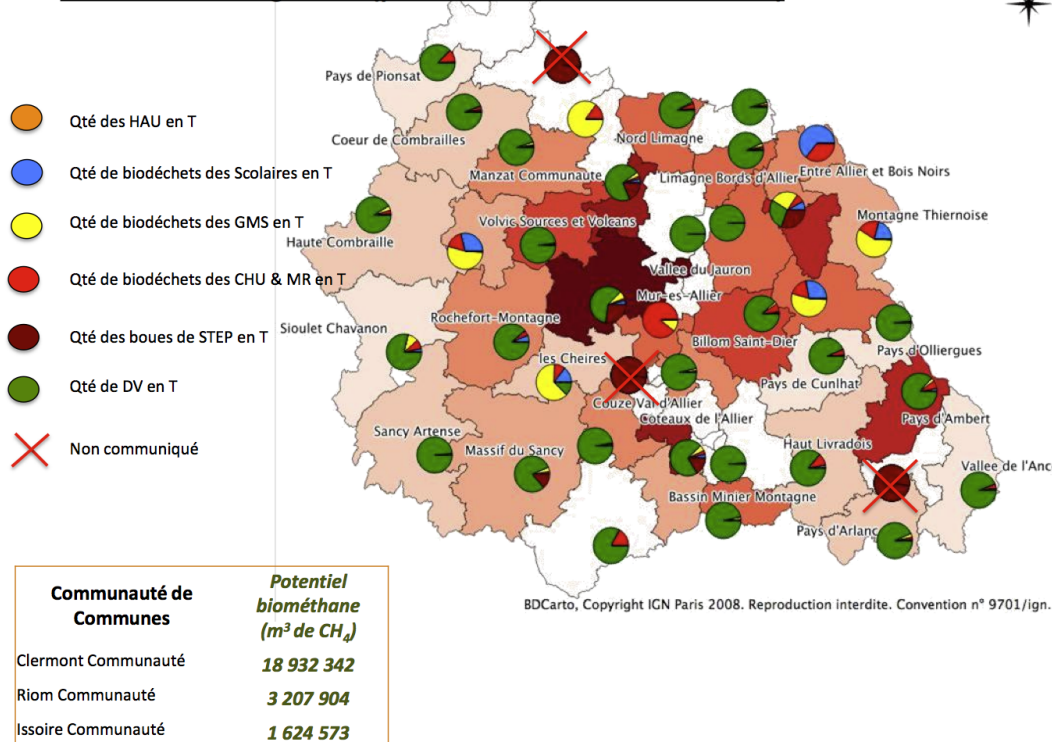 Pays de Pionsat
Qté des HAU en T
Coeur de Combrailles
Nord Limagne
Qté de biodéchets des Scolaires en T
Manzat Communauté
Limagne Bords d'Allier
Entre Allier et Bois Noirs
Qté de biodéchets des GMS en T
Volvic Sources et Volcans
Montagne Thiernoise
Haute Combraille
Qté de biodéchets des CHU & MR en T
Vallee du Jauron
Mur-es-Allier
Qté des boues de STEP en T
Sioulet Chavanon
Rochefort-Montagne
Billom Saint-Dier
Pays d'Olliergues
les Cheires
Qté de DV en T
Pays de Cunlhat
Couze Val d'Allier
Coteaux de l'Allier
Pays d'Ambert
Sancy Artense
Massif du Sancy
Haut Livradois
Non communiqué
Vallee de l'Anc
Bassin Minier Montagne
Pays d'Arlanc
BDCarto, Copyright IGN Paris 2008. Reproduction interdite. Convention n° 9701/ign.
Communauté de
Communes
Potentiel
biométhane
(m³ de CH₄)
Clermont Communauté 18 932 342
Riom Communauté 3 207 904
Issoire Communauté 1 624 573